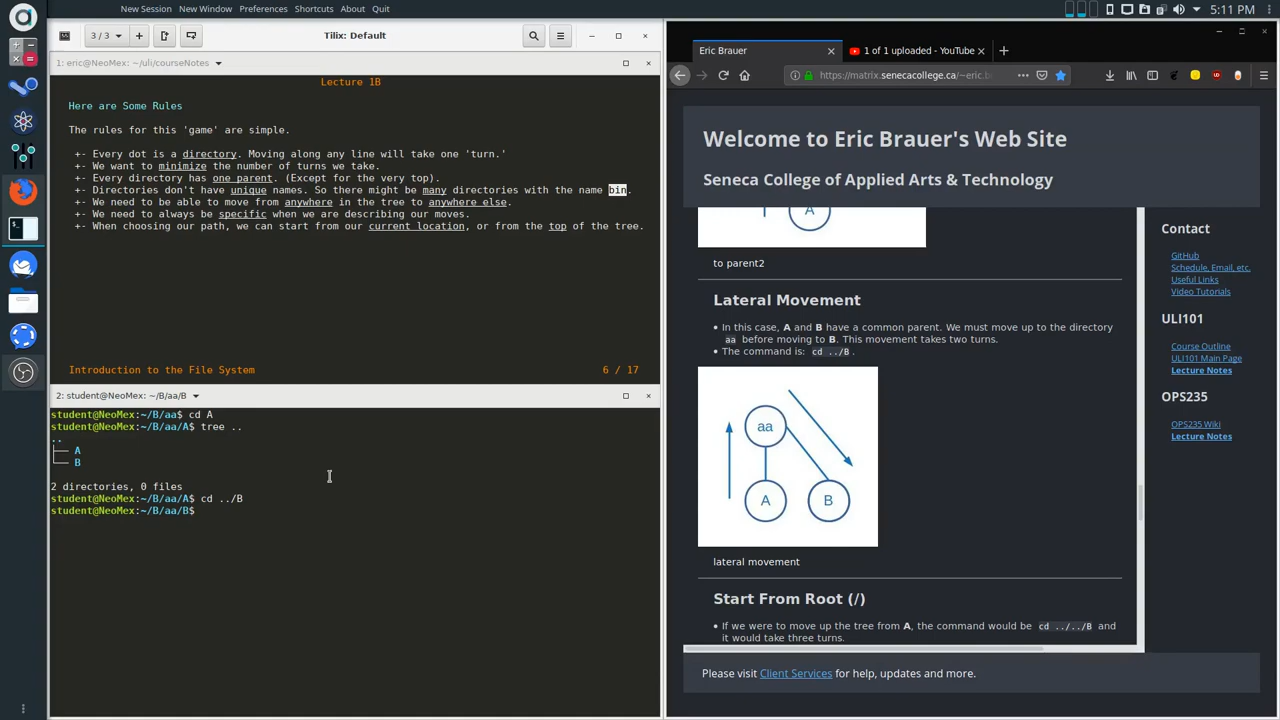 New Session New Window Preferences Shortcuts About Quit
5:11 PM
3 / 3
Tilix: Default
1: eric@NeoMex: ~/uli/courseNotes
Lecture 1B
Here are Some Rules
The rules for this 'game' are simple.
+- Every dot is a directory. Moving along any line will take one 'turn.'
+- We want to minimize the number of turns we take.
+- Every directory has one parent. (Except for the very top).
+- Directories don't have unique names. So there might be many directories with the name bin.
+- We need to be able to move from anywhere in the tree to anywhere else.
+- We need to always be specific when we are describing our moves.
+- When choosing our path, we can start from our current location, or from the top of the tree.
Introduction to the File System 6 / 17
2: student@NeoMex: ~/B/aa/B
student@NeoMex:~/B/aa$ cd A
student@NeoMex:~/B/aa/A$ tree ..
..
├── A
└── B
2 directories, 0 files
student@NeoMex:~/B/aa/A$ cd ../B
student@NeoMex:~/B/aa/B$
Eric Brauer
1 of 1 uploaded - YouTube
https://matrix.senecacollege.ca/~eric.b
Welcome to Eric Brauer's Web Site
Seneca College of Applied Arts & Technology
A
to parent2
Lateral Movement
• In this case, A and B have a common parent. We must move up to the directory
aa before moving to B. This movement takes two turns.
• The command is: cd ../B .
aa
A B
lateral movement
Start From Root (/)
• If we were to move up the tree from A, the command would be cd ../../B and
it would take three turns.
Contact
GitHub
Schedule, Email, etc.
Useful Links
Video Tutonals
ULI101
Course Outline
ULI101 Main Page
Lecture Notes
OPS235
OPS235 Wiki
Lecture Notes
Please visit Client Services for help, updates and more.